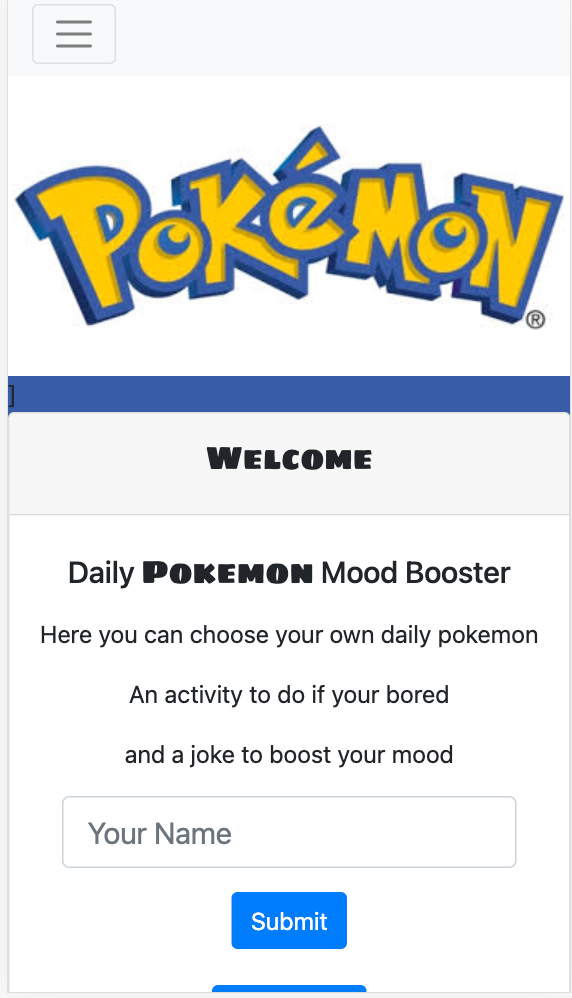 Pokémon
®
]
Welcome
Daily Pokemon Mood Booster
Here you can choose your own daily pokemon
An activity to do if your bored
and a joke to boost your mood
Your Name
Submit